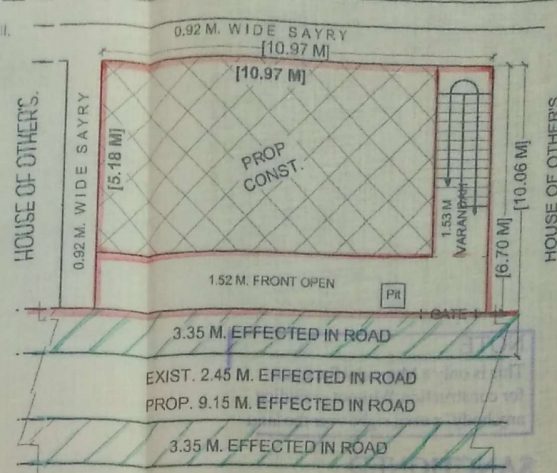 0.92 M. WIDE SAYRY
[10.97 M]
[10.97 M]
HOUSE OF OTHER'S.
0.92 M. WIDE SAYRY
[5.18 M]
PROP
CONST.
1.53 M
VARANDAH
[6.70 M]
[10.06 M]
HOUSE OF OTHER'S
1.52 M. FRONT OPEN
Pit
GATE
3.35 M. EFFECTED IN ROAD
EXIST. 2.45 M. EFFECTED IN ROAD
PROP. 9.15 M. EFFECTED IN ROAD
3.35 M. EFFECTED IN ROAD